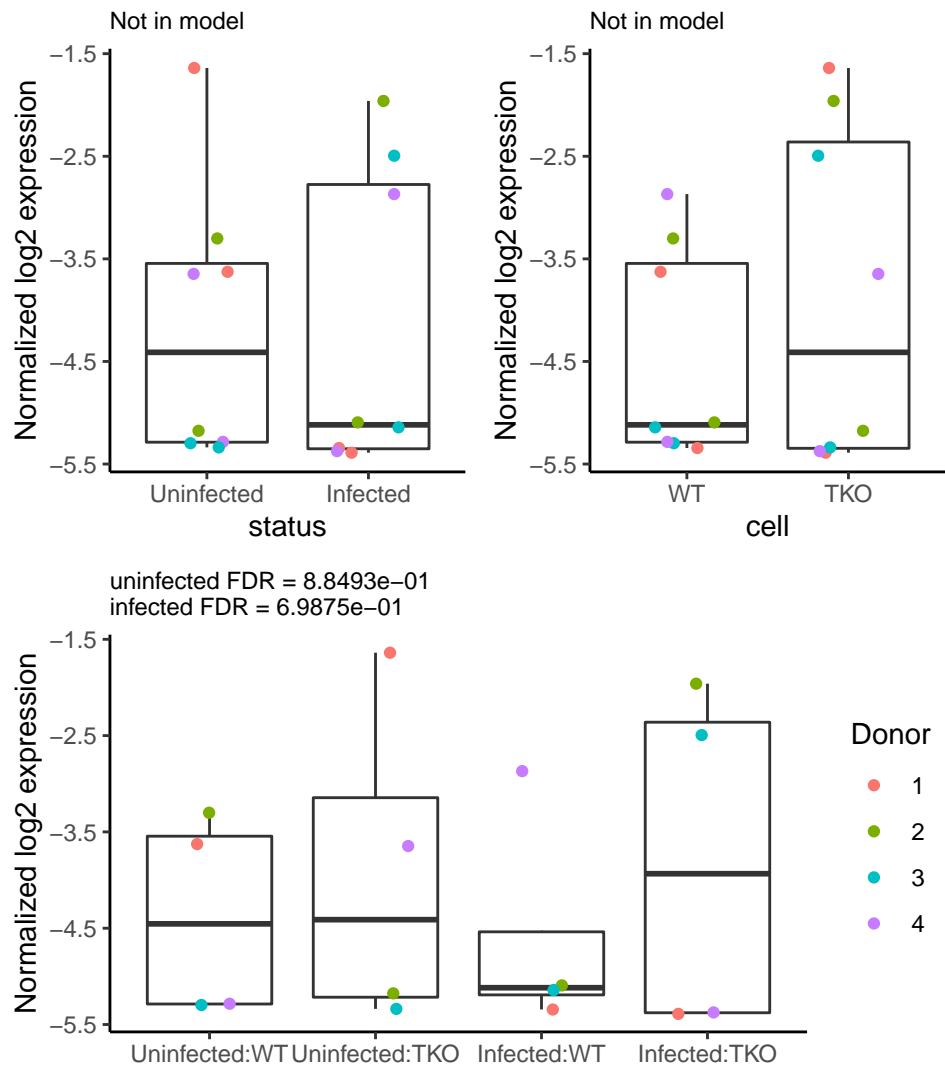 Not in model
Normalized log2 expression
−1.5
−2.5
−3.5
−4.5
−5.5
Uninfected Infected
status
Not in model
Normalized log2 expression
−1.5
−2.5
−3.5
−4.5
−5.5
WT TKO
cell
uninfected FDR = 8.8493e−01
infected FDR = 6.9875e−01
Normalized log2 expression
−1.5
−2.5
−3.5
−4.5
−5.5
Uninfected:WT Uninfected:TKO Infected:WT Infected:TKO
Donor
1
2
3
4